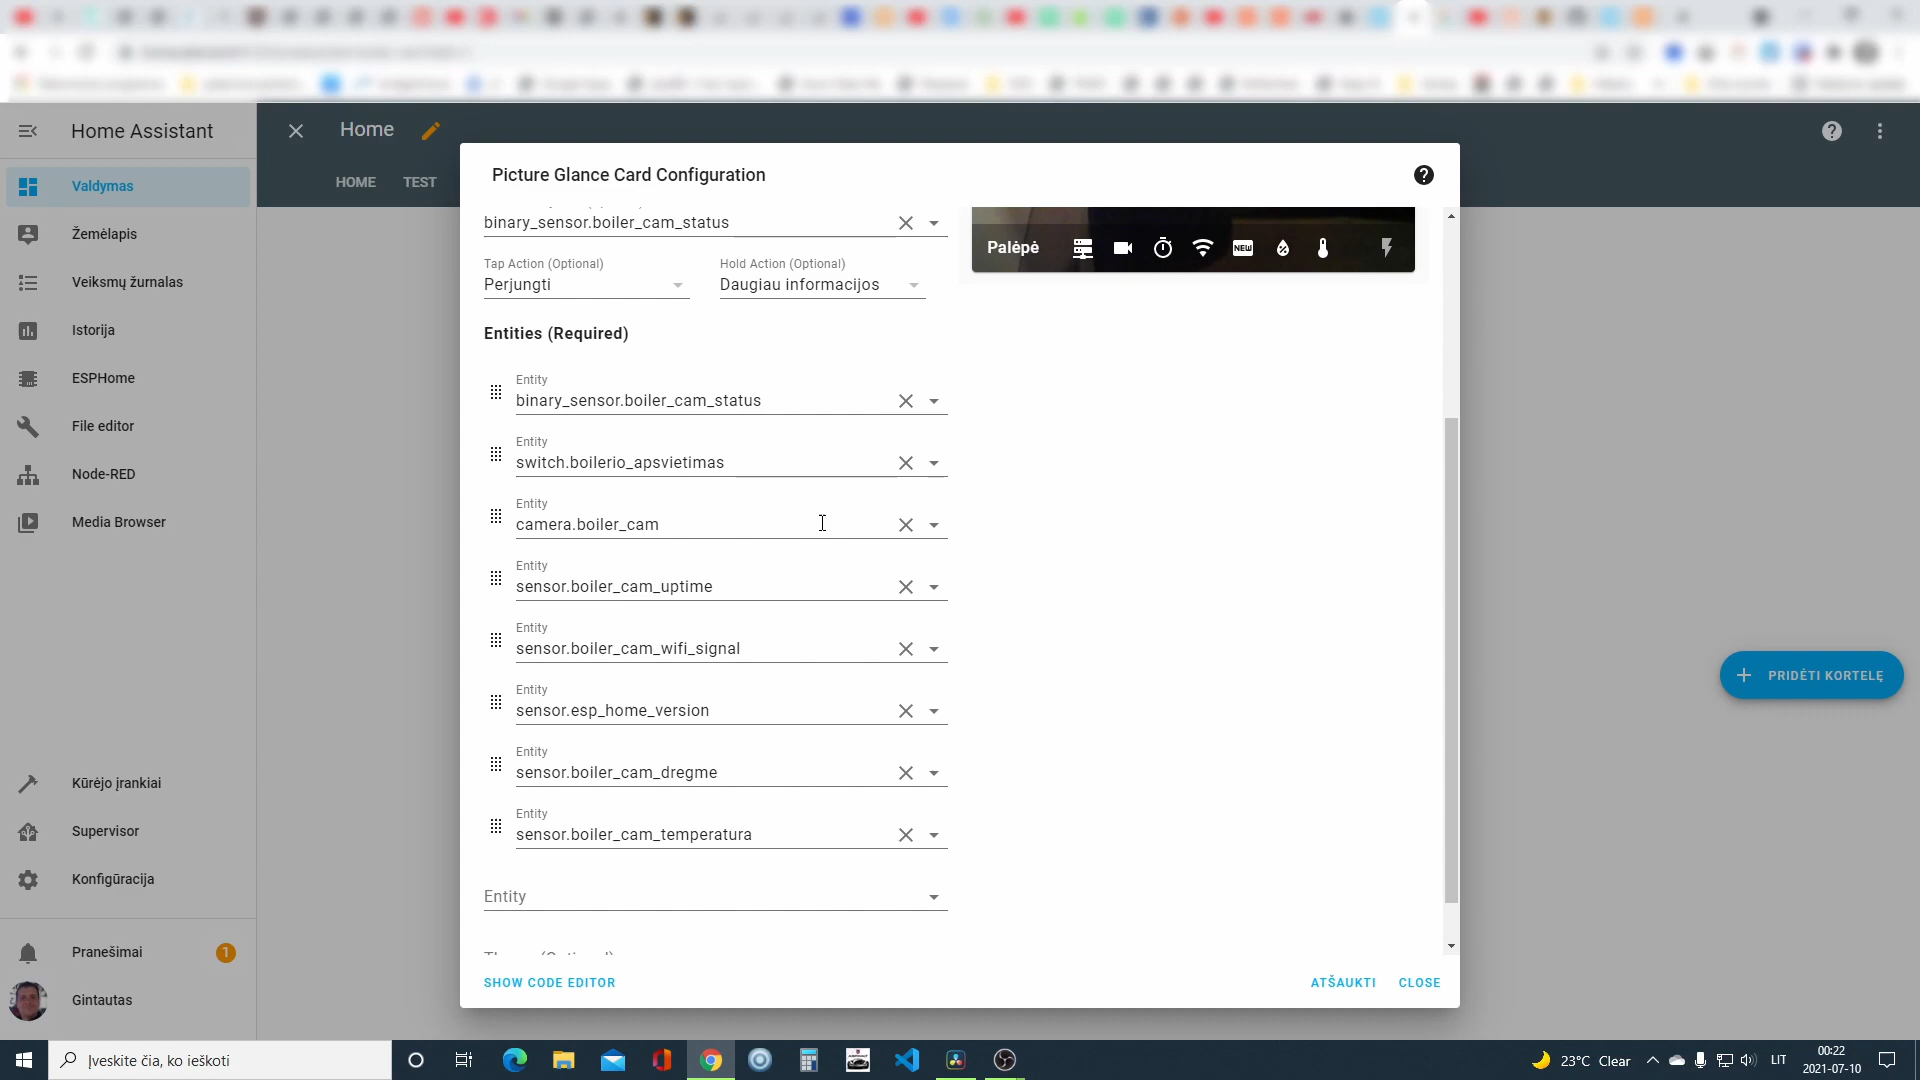 Home Assistant
Home
HOME
TEST
Valdymas
Žemėlapis
Veiksmų žurnalas
Istorija
ESPHome
File editor
Node-RED
Media Browser
Kūrėjo įrankiai
Supervisor
Konfigūracija
Pranešimai
1
Gintautas
Picture Glance Card Configuration
binary_sensor.boiler_cam_status
Tap Action (Optional)
Hold Action (Optional)
Perjungti
Daugiau informacijos
Palėpė
NEW
Entities (Required)
Entity
binary_sensor.boiler_cam_status
Entity
switch.boilerio_apsvietimas
Entity
camera.boiler_cam
Entity
sensor.boiler_cam_uptime
Entity
sensor.boiler_cam_wifi_signal
Entity
sensor.esp_home_version
Entity
sensor.boiler_cam_dregme
Entity
sensor.boiler_cam_temperatura
Entity
SHOW CODE EDITOR
ATŠAUKTI
CLOSE
PRIDĖTI KORTELĘ
Įveskite čia, ko ieškoti
23°C Clear
LIT
00:22
2021-07-10